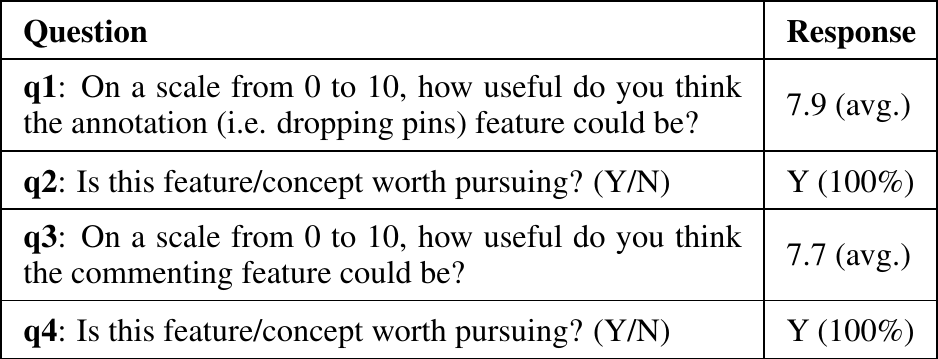 Question Response
q1: On a scale from 0 to 10, how useful do you think
the annotation (i.e. dropping pins) feature could be?
7.9 (avg.)
q2: Is this feature/concept worth pursuing? (Y/N) Y (100%)
q3: On a scale from 0 to 10, how useful do you think
the commenting feature could be?
7.7 (avg.)
q4: Is this feature/concept worth pursuing? (Y/N) Y (100%)